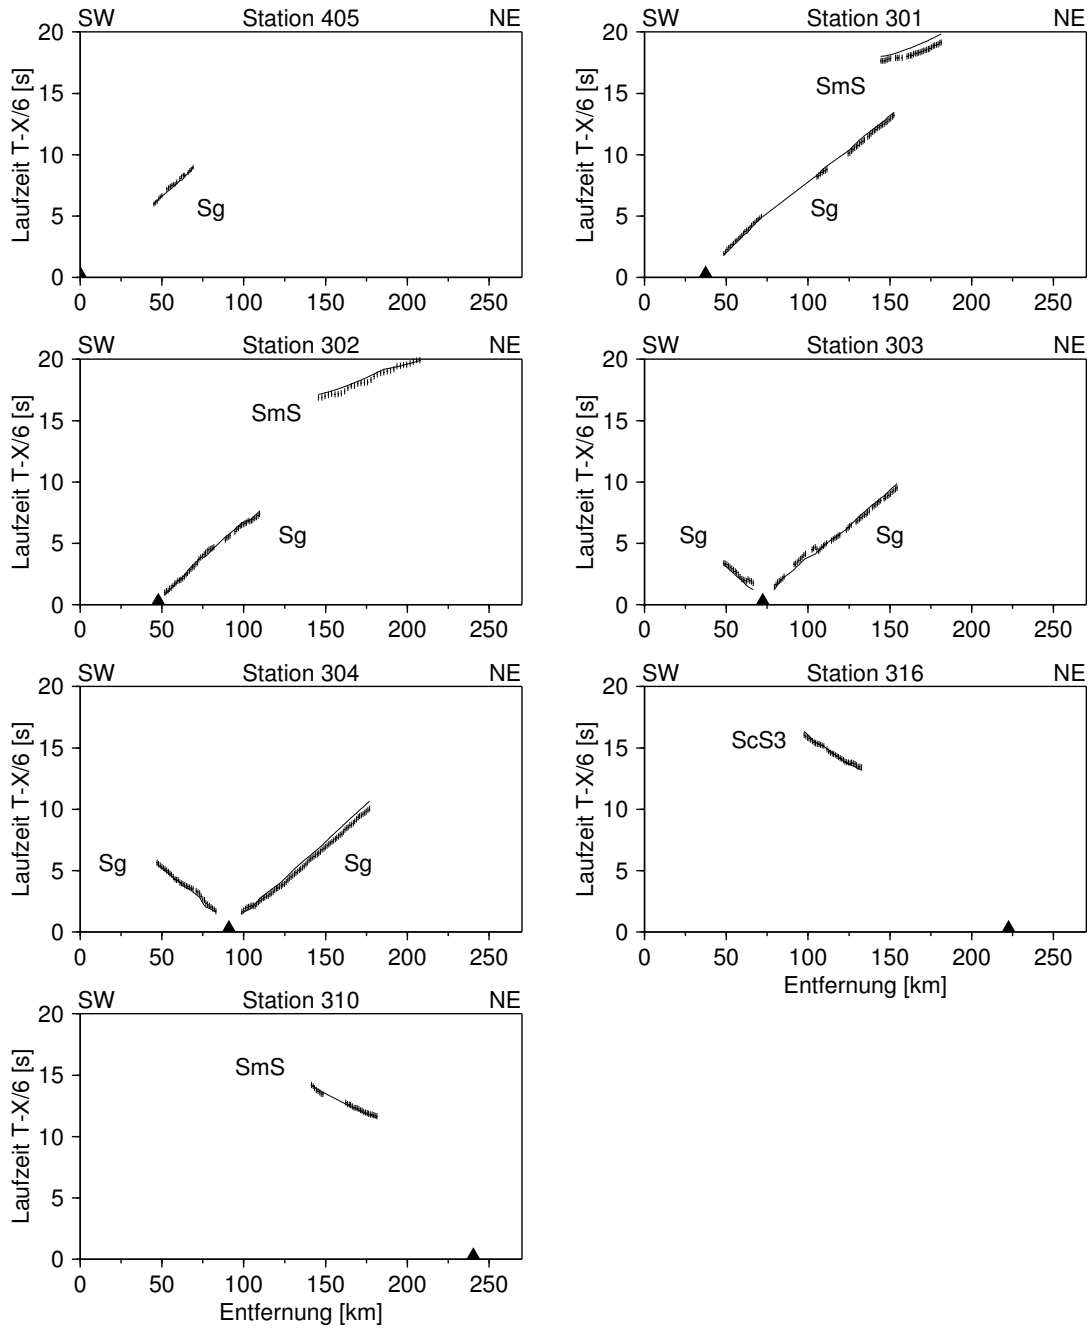 SW Station 405 NE
20
15
10
5
0
Laufzeit T-X/6 [s]
Sg
0 50 100 150 200 250
SW Station 301 NE
20
15
10
5
0
Laufzeit T-X/6 [s]
SmS
Sg
0 50 100 150 200 250
SW Station 302 NE
20
15
10
5
0
Laufzeit T-X/6 [s]
SmS
Sg
0 50 100 150 200 250
SW Station 303 NE
20
15
10
5
0
Laufzeit T-X/6 [s]
Sg
Sg
0 50 100 150 200 250
SW Station 304 NE
20
15
10
5
0
Laufzeit T-X/6 [s]
Sg
Sg
0 50 100 150 200 250
SW Station 316 NE
20
15
10
5
0
Laufzeit T-X/6 [s]
ScS3
0 50 100 150 200 250
Entfernung [km]
SW Station 310 NE
20
15
10
5
0
Laufzeit T-X/6 [s]
SmS
0 50 100 150 200 250
Entfernung [km]